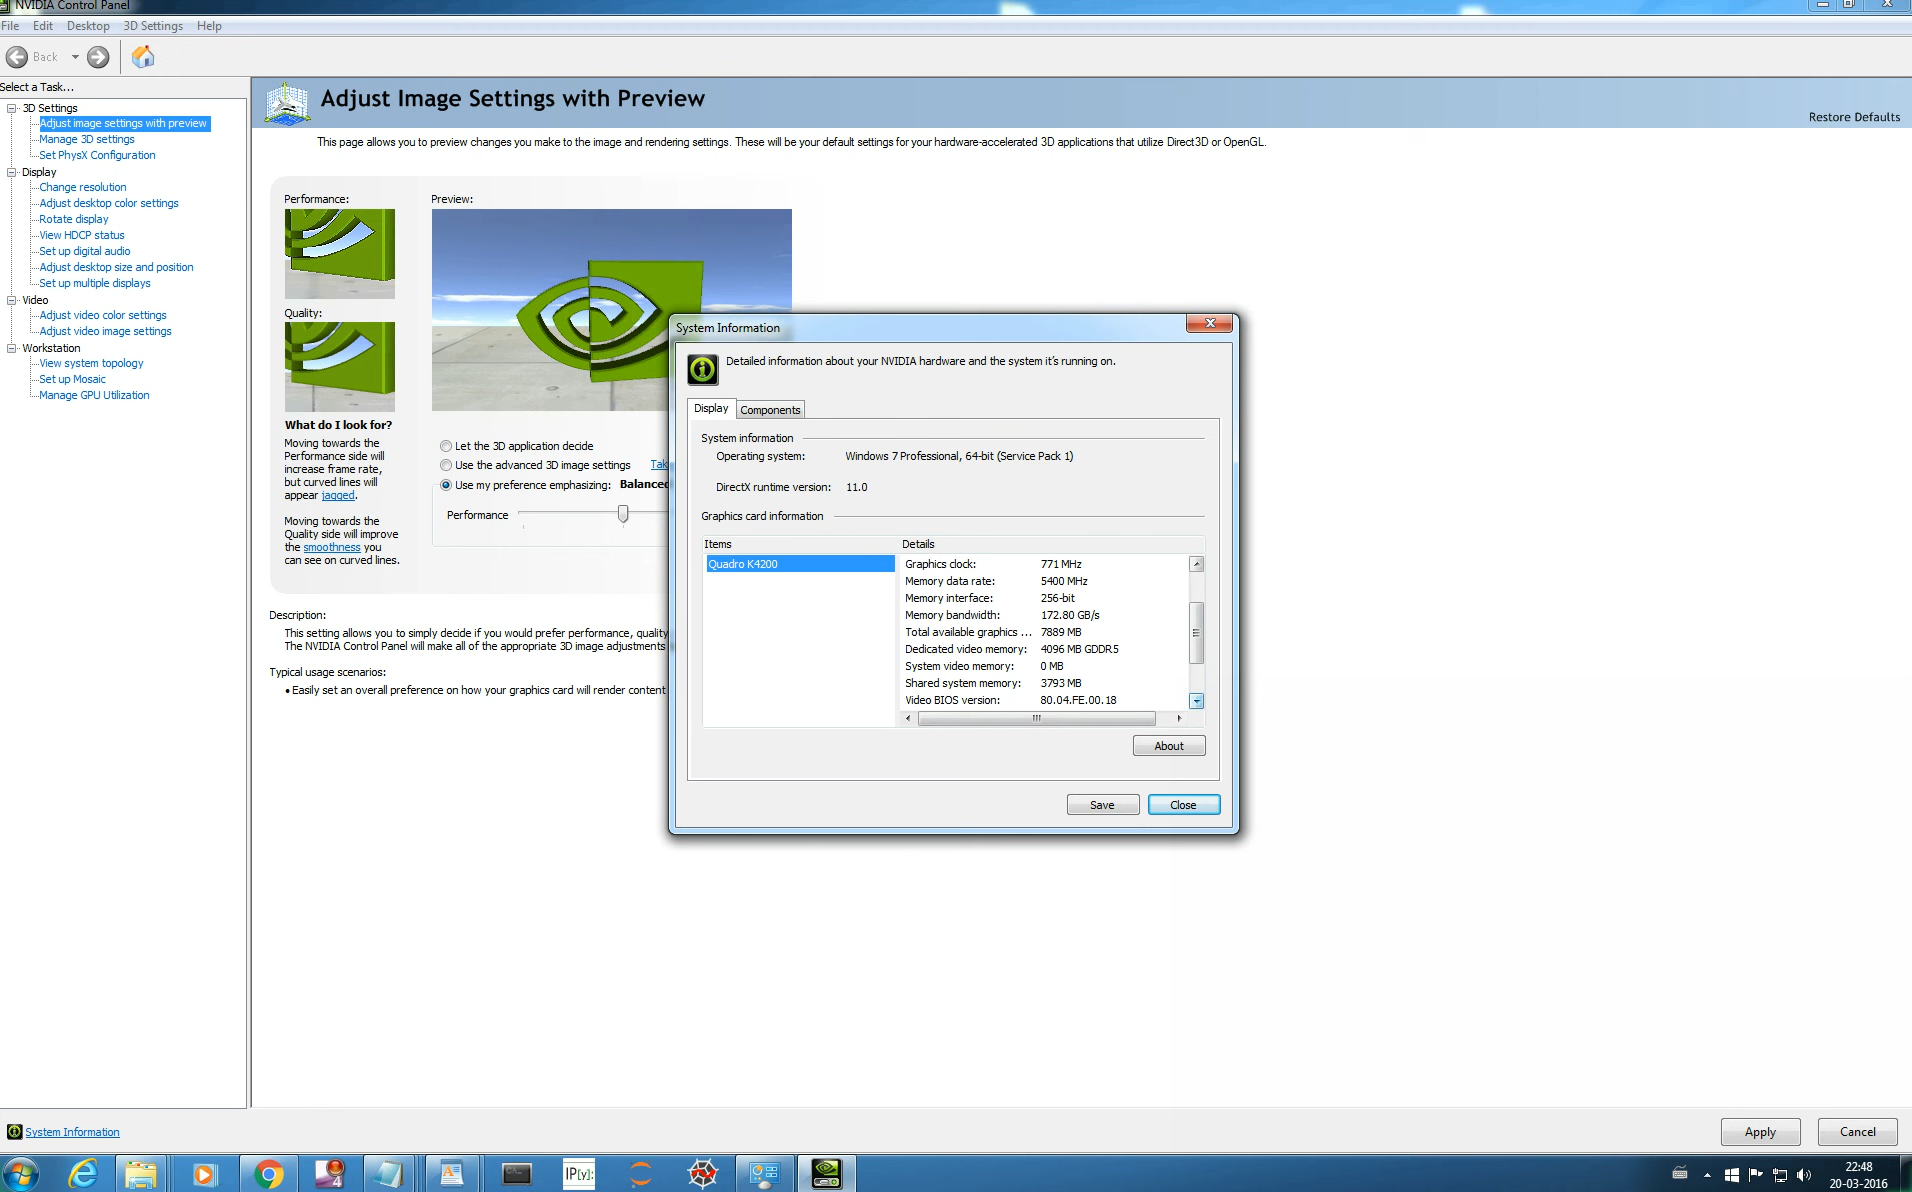 NVIDIA Control Panel
File Edit Desktop 3D Settings Help
Back
Select a Task...
3D Settings
Adjust image settings with preview
Manage 3D settings
Set PhysX Configuration
Display
Change resolution
Adjust desktop color settings
Rotate display
View HDCP status
Set up digital audio
Adjust desktop size and position
Set up multiple displays
Video
Adjust video color settings
Adjust video image settings
Workstation
View system topology
Set up Mosaic
Manage GPU Utilization
Adjust Image Settings with Preview
Restore Defaults
This page allows you to preview changes you make to the image and rendering settings. These will be your default settings for your hardware-accelerated 3D applications that utilize Direct3D or OpenGL.
Performance:
Preview:
Quality:
What do I look for?
Moving towards the
Performance side will
increase frame rate,
but curved lines will
appear jagged.
Moving towards the
Quality side will improve
the smoothness you
can see on curved lines.
Let the 3D application decide
Use the advanced 3D image settings Tak
Use my preference emphasizing: Balanced
Performance
Description:
This setting allows you to simply decide if you would prefer performance, quality
The NVIDIA Control Panel will make all of the appropriate 3D image adjustments
Typical usage scenarios:
• Easily set an overall preference on how your graphics card will render content
System Information
Detailed information about your NVIDIA hardware and the system it's running on.
Display Components
System information
Operating system: Windows 7 Professional, 64-bit (Service Pack 1)
DirectX runtime version: 11.0
Graphics card information
Items Details
Quadro K4200
Graphics clock: 771 MHz
Memory data rate: 5400 MHz
Memory interface: 256-bit
Memory bandwidth: 172.80 GB/s
Total available graphics ... 7889 MB
Dedicated video memory: 4096 MB GDDR5
System video memory: 0 MB
Shared system memory: 3793 MB
Video BIOS version: 80.04.FE.00.18
About
Save Close
System Information
Apply Cancel
4
IP[y]:
22:48
20-03-2016